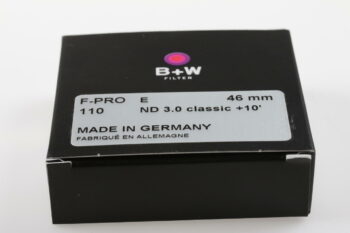 B+W
FILTER
F-PRO E 46 mm
110 ND 3.0 classic +10'
MADE IN GERMANY
FABRIQUÉ EN ALLEMAGNE